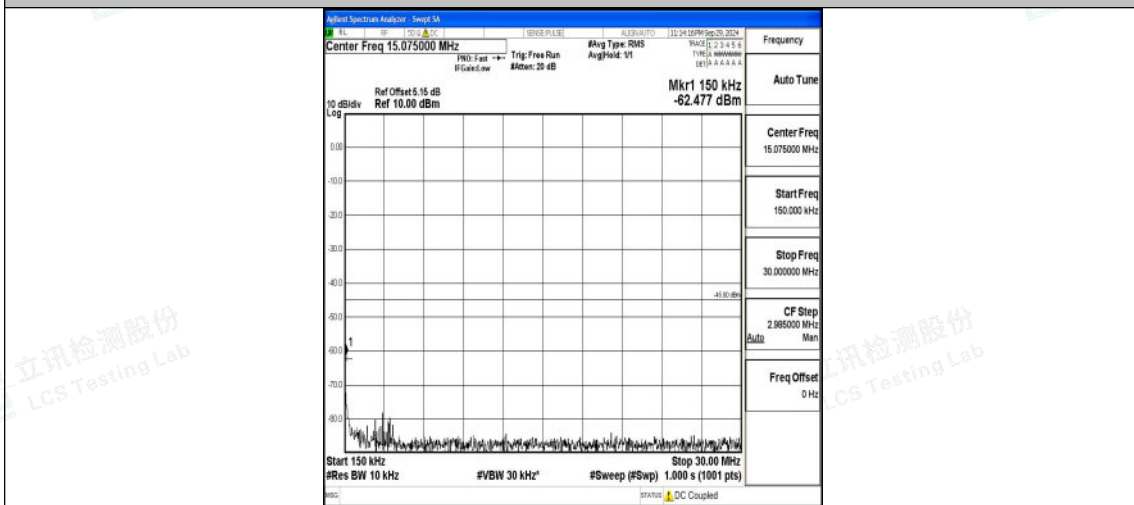 Agilent Spectrum Analyzer - Swept SA
RL RF 50 Ω DC SENSE:PULSE ALIGNAUTO 11:14:16PM Sep 29, 2024
Center Freq 15.075000 MHz
PNO: Fast
IFGain:Low
Trig: Free Run
#Atten: 20 dB
#Avg Type: RMS
Avg|Hold: 1/1
TRACE 1 2 3 4 5 6
TYPE A
DET A A A A A A
Frequency
Mkr1 150 kHz
-62.477 dBm
Ref Offset 6.15 dB
Ref 10.00 dBm
10 dB/div
Log
0.00
-10.0
-20.0
-30.0
-40.0
-50.0
-60.0
-70.0
-80.0
1
Auto Tune
Center Freq
15.075000 MHz
Start Freq
150.000 kHz
Stop Freq
30.000000 MHz
CF Step
2.985000 MHz
Auto Man
Freq Offset
0 Hz
Start 150 kHz
Stop 30.00 MHz
#Res BW 10 kHz
#VBW 30 kHz*
#Sweep (#Swp) 1.000 s (1001 pts)
MSG
STATUS DC Coupled
立讯检测股份
LCS Testing Lab
立讯检测股份
LCS Testing Lab